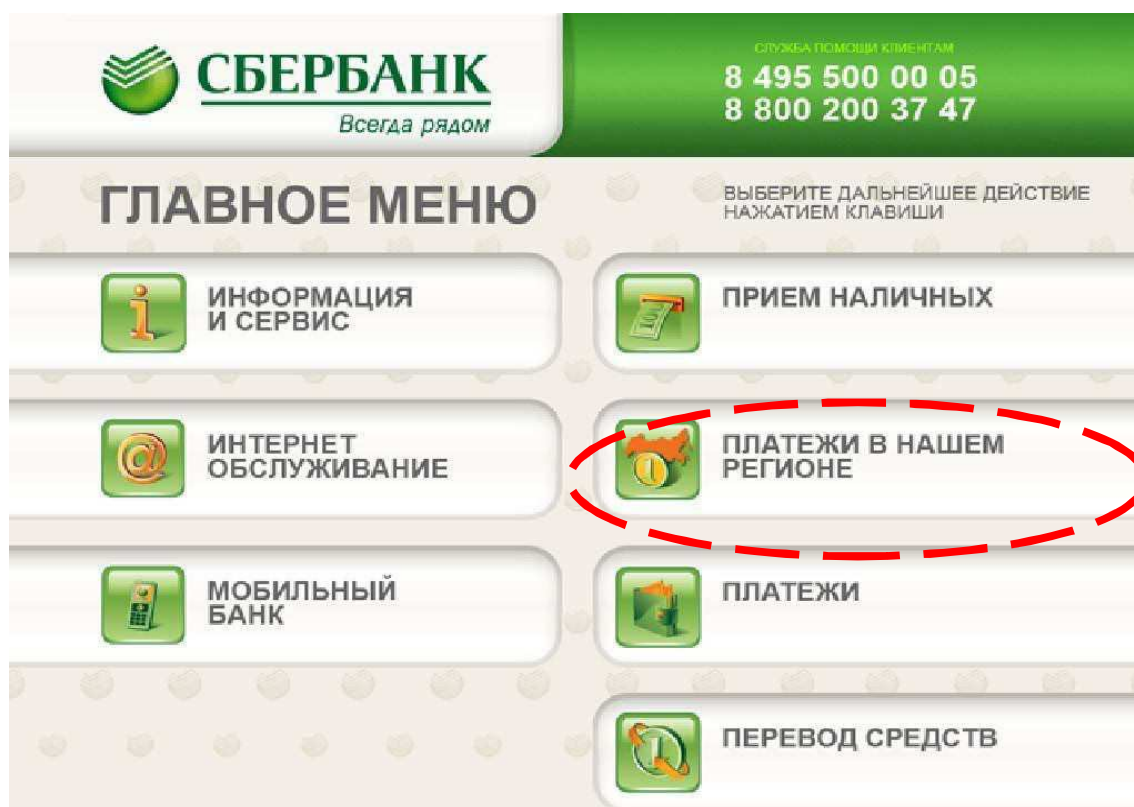 СБЕРБАНК
Всегда рядом
СЛУЖБА ПОМОЩИ КЛИЕНТАМ
8 495 500 00 05
8 800 200 37 47
ГЛАВНОЕ МЕНЮ
ВЫБЕРИТЕ ДАЛЬНЕЙШЕЕ ДЕЙСТВИЕ
НАЖАТИЕМ КЛАВИШИ
ИНФОРМАЦИЯ
И СЕРВИС
ПРИЕМ НАЛИЧНЫХ
ИНТЕРНЕТ
ОБСЛУЖИВАНИЕ
ПЛАТЕЖИ В НАШЕМ
РЕГИОНЕ
МОБИЛЬНЫЙ
БАНК
ПЛАТЕЖИ
ПЕРЕВОД СРЕДСТВ